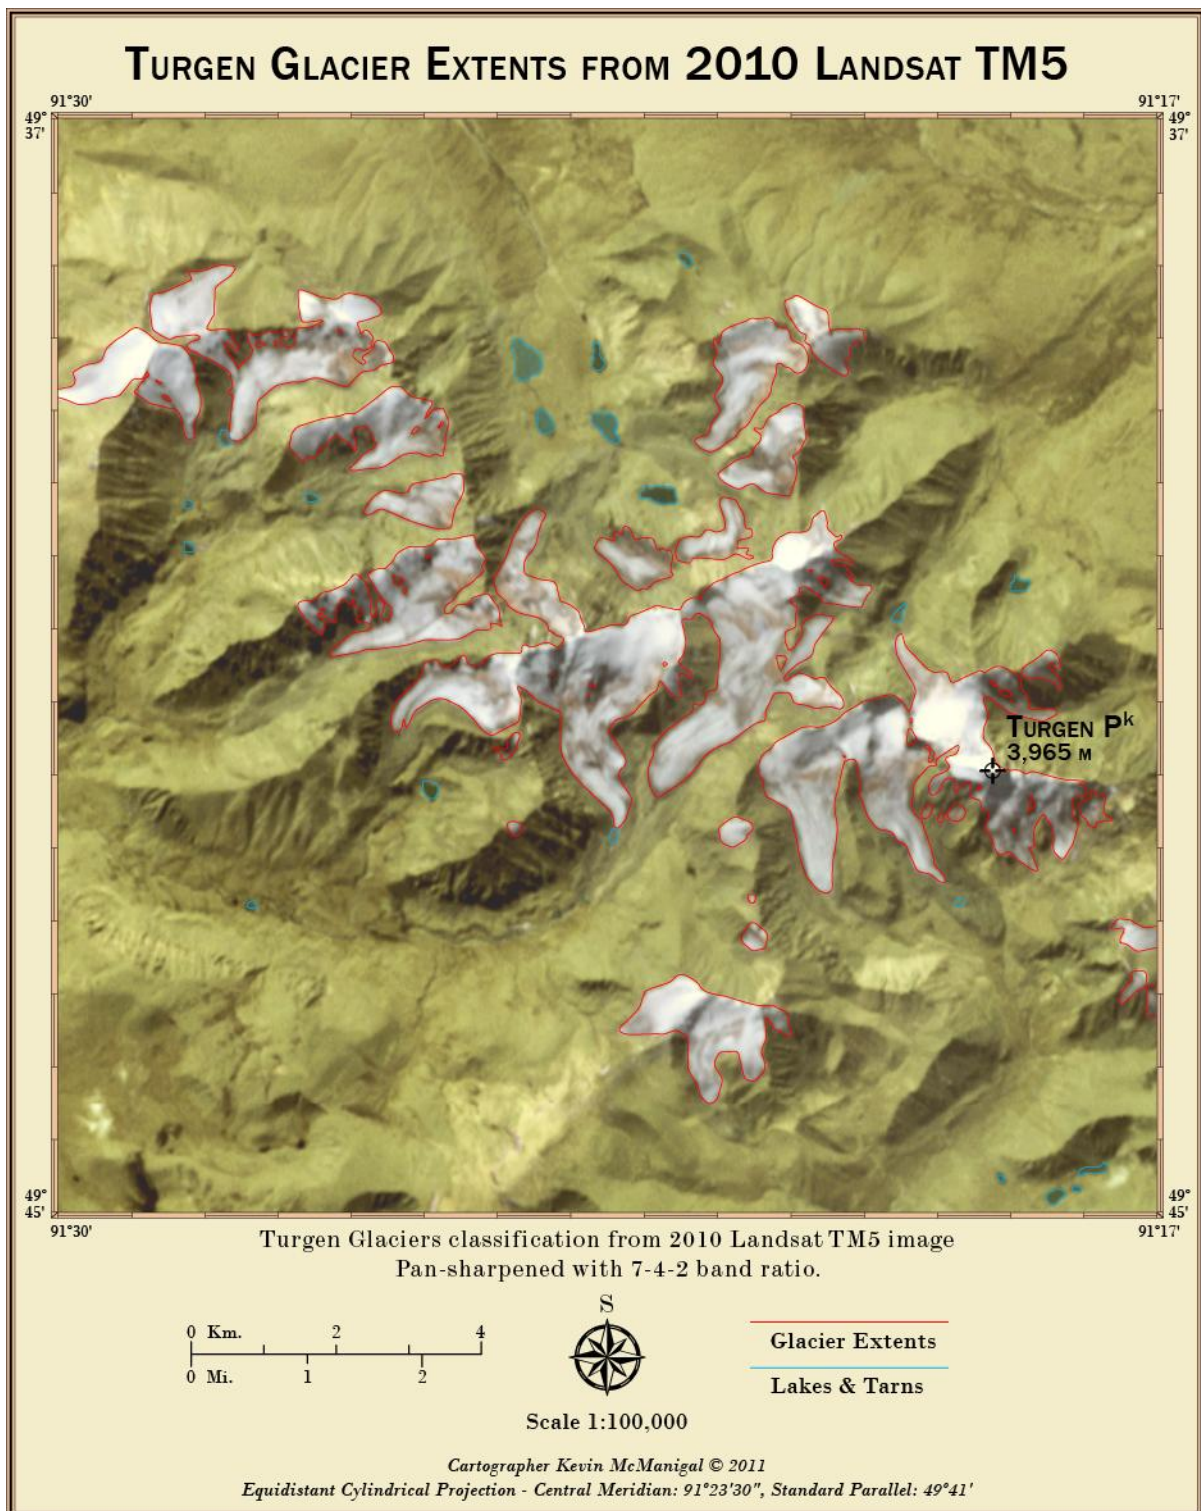 Turgen Glacier Extents from 2010 Landsat TM5
91°30' 91°17'
49° 49°
37' 37'
Turgen Pk
3,965 m
49° 49°
45' 45'
91°30' 91°17'
Turgen Glaciers classification from 2010 Landsat TM5 image
Pan-sharpened with 7-4-2 band ratio.
S
0 Km. 2 4
0 Mi. 1 2
Glacier Extents
Lakes & Tarns
Scale 1:100,000
Cartographer Kevin McManigal © 2011
Equidistant Cylindrical Projection - Central Meridian: 91°23'30", Standard Parallel: 49°41'